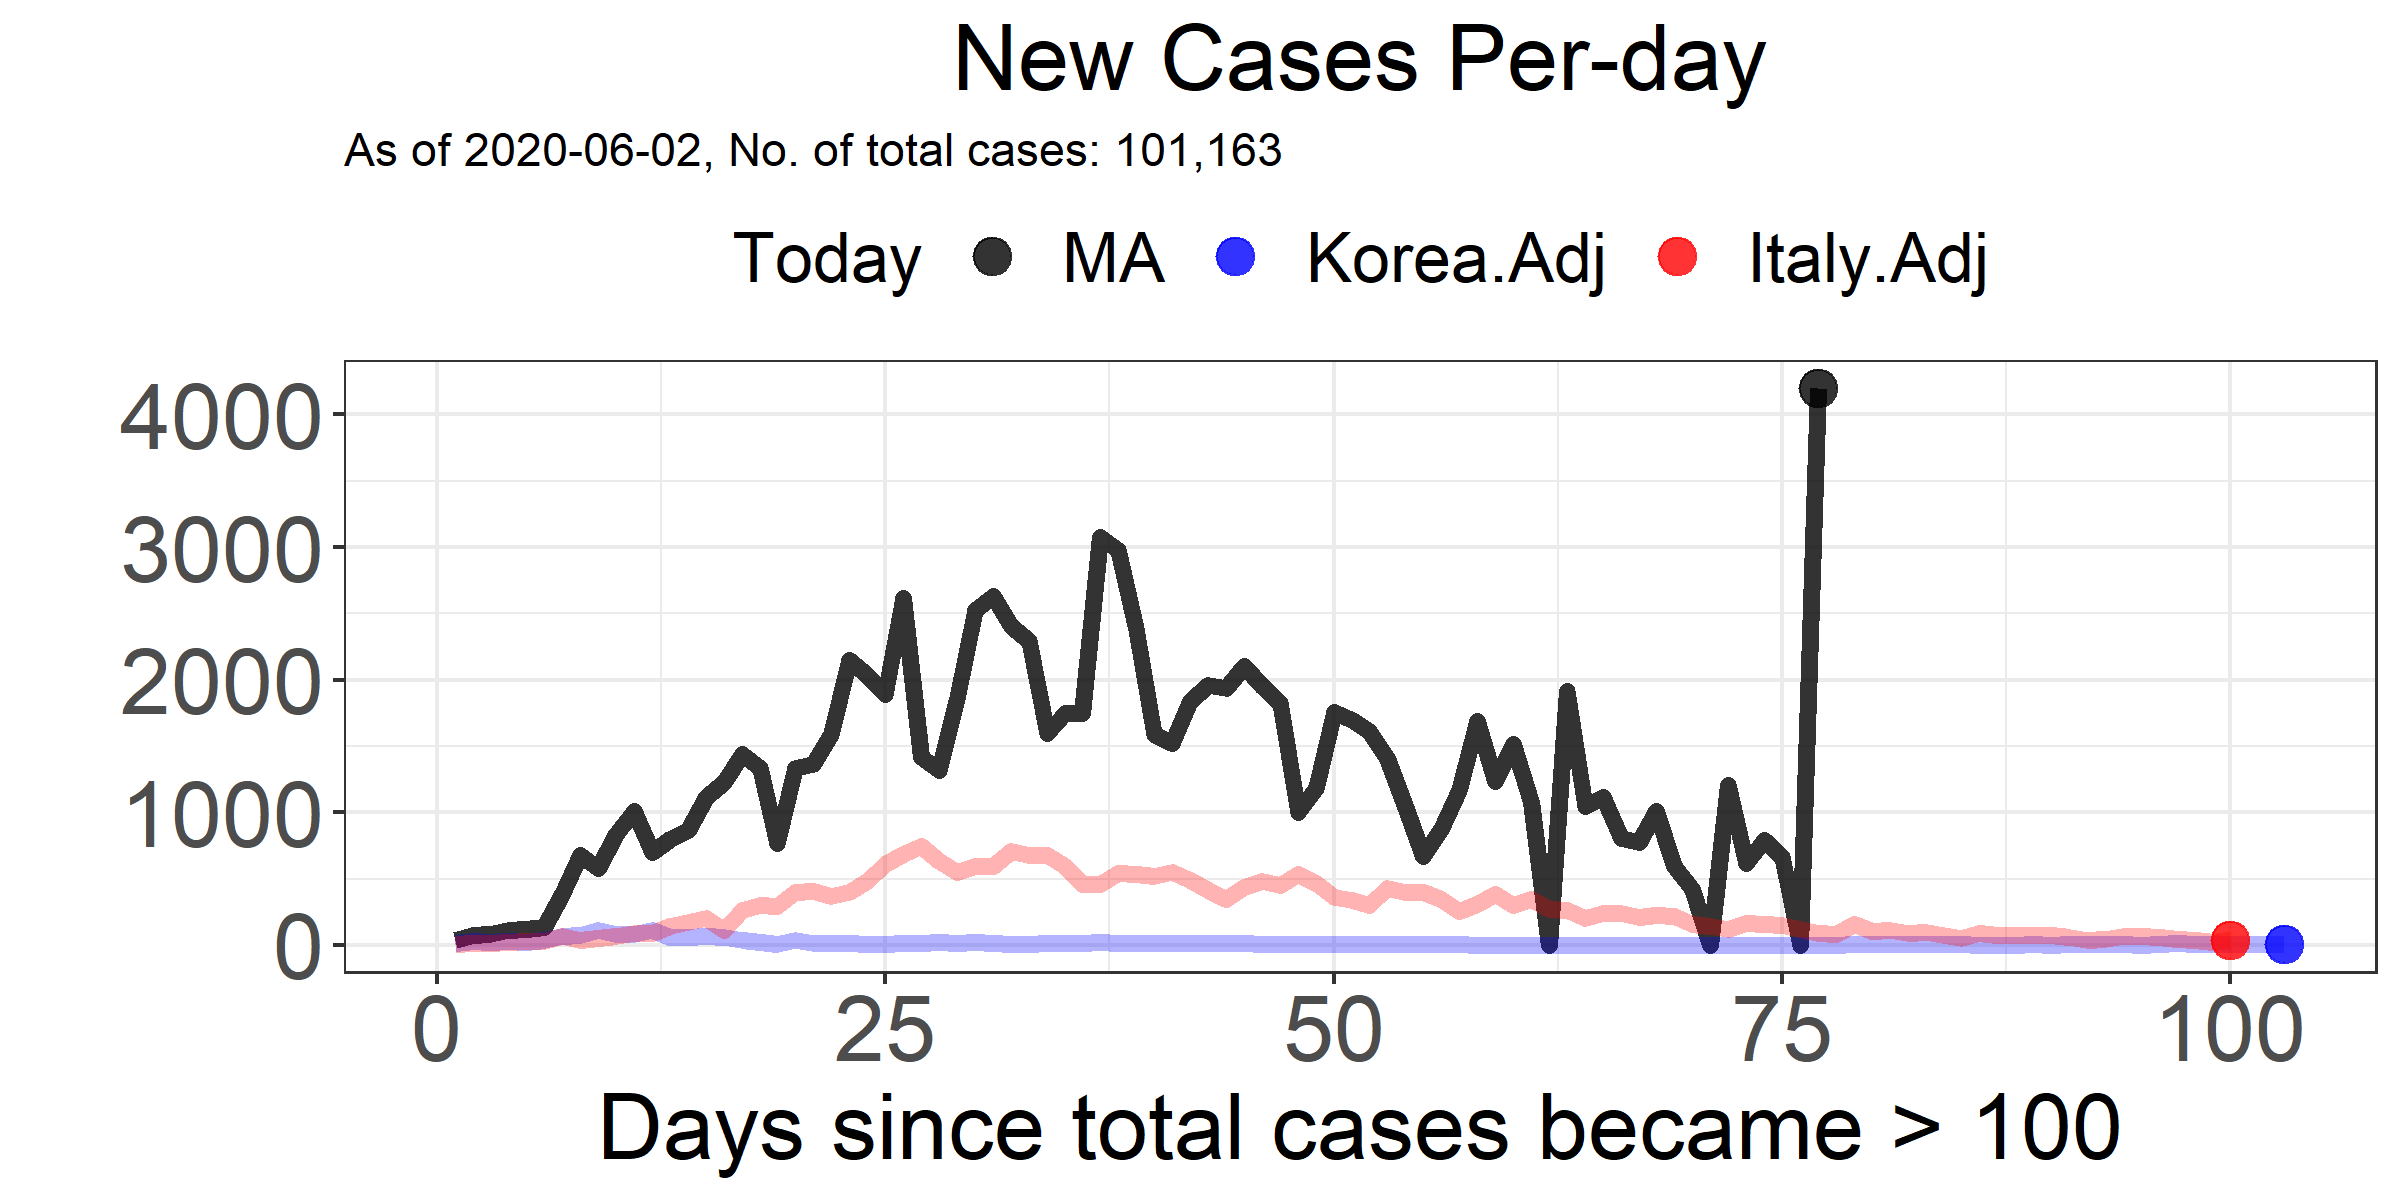 New Cases Per-day
As of 2020-06-02, No. of total cases: 101,163
Today MA Korea.Adj Italy.Adj
4000
3000
2000
1000
0
0 25 50 75 100
Days since total cases became > 100